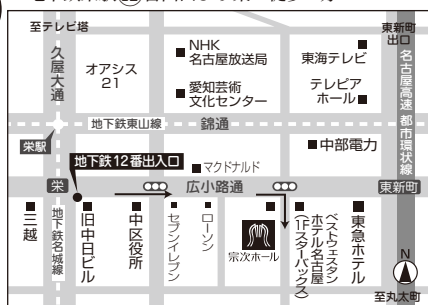 至テレビ塔
久屋大通
オアシス
21
NHK
名古屋放送局
愛知芸術
文化センター
東海テレビ
テレピア
ホール
東新町
出口
名古屋高速 都市環状線
地下鉄東山線
錦通
栄駅
地下鉄12番出入口
マクドナルド
中部電力
栄
広小路通
東新町
三越
地下鉄名城線
旧中日ビル
中区役所
セブンイレブン
ローソン
宗次ホール
ベストウェスタン
ホテル名古屋
(1Fスターバックス)
東急ホテル
N
至丸太町